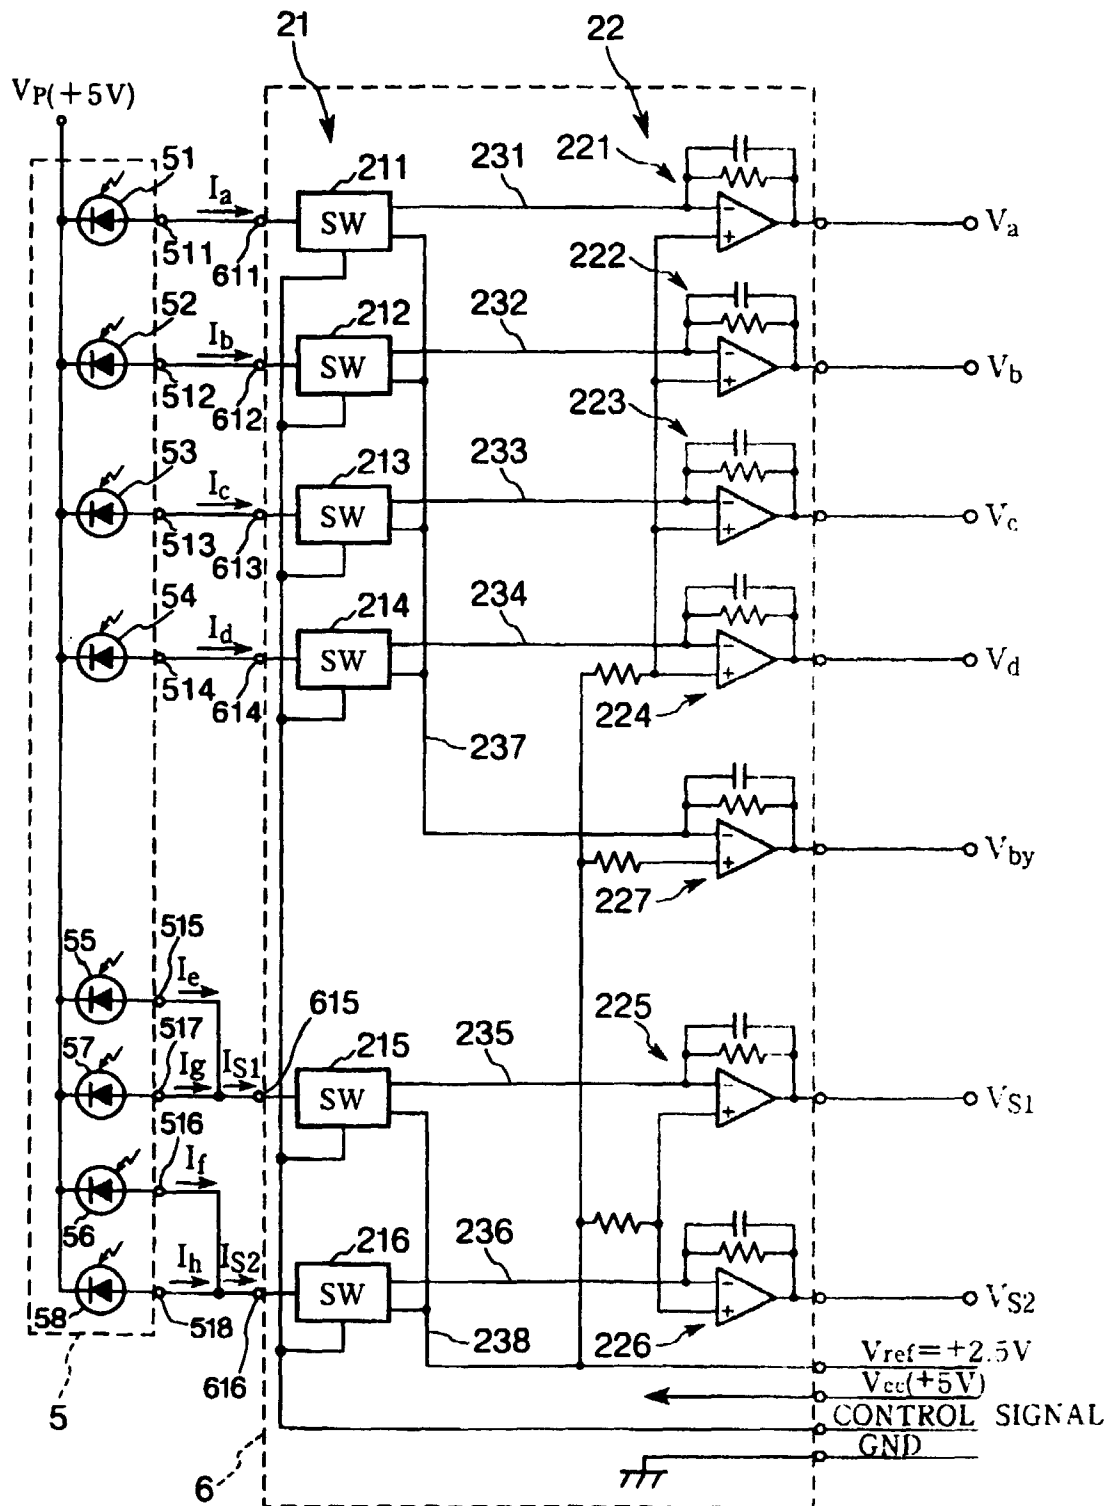 21
22
VP(+5V)
51
Ia
211
SW
231
221
Va
511
611
52
Ib
212
SW
232
222
Vb
512
612
53
Ic
213
SW
233
223
Vc
513
613
54
Id
214
SW
234
Vd
514
614
224
237
Vby
227
55
515
Ie
615
225
57
517
Ig
IS1
215
SW
235
VS1
516
If
56
Ih
IS2
216
SW
236
VS2
58
518
616
238
226
Vref=+2.5V
Vcc(+5V)
CONTROL SIGNAL
GND
5
6
-
+
-
+
-
+
-
+
-
+
-
+
-
+